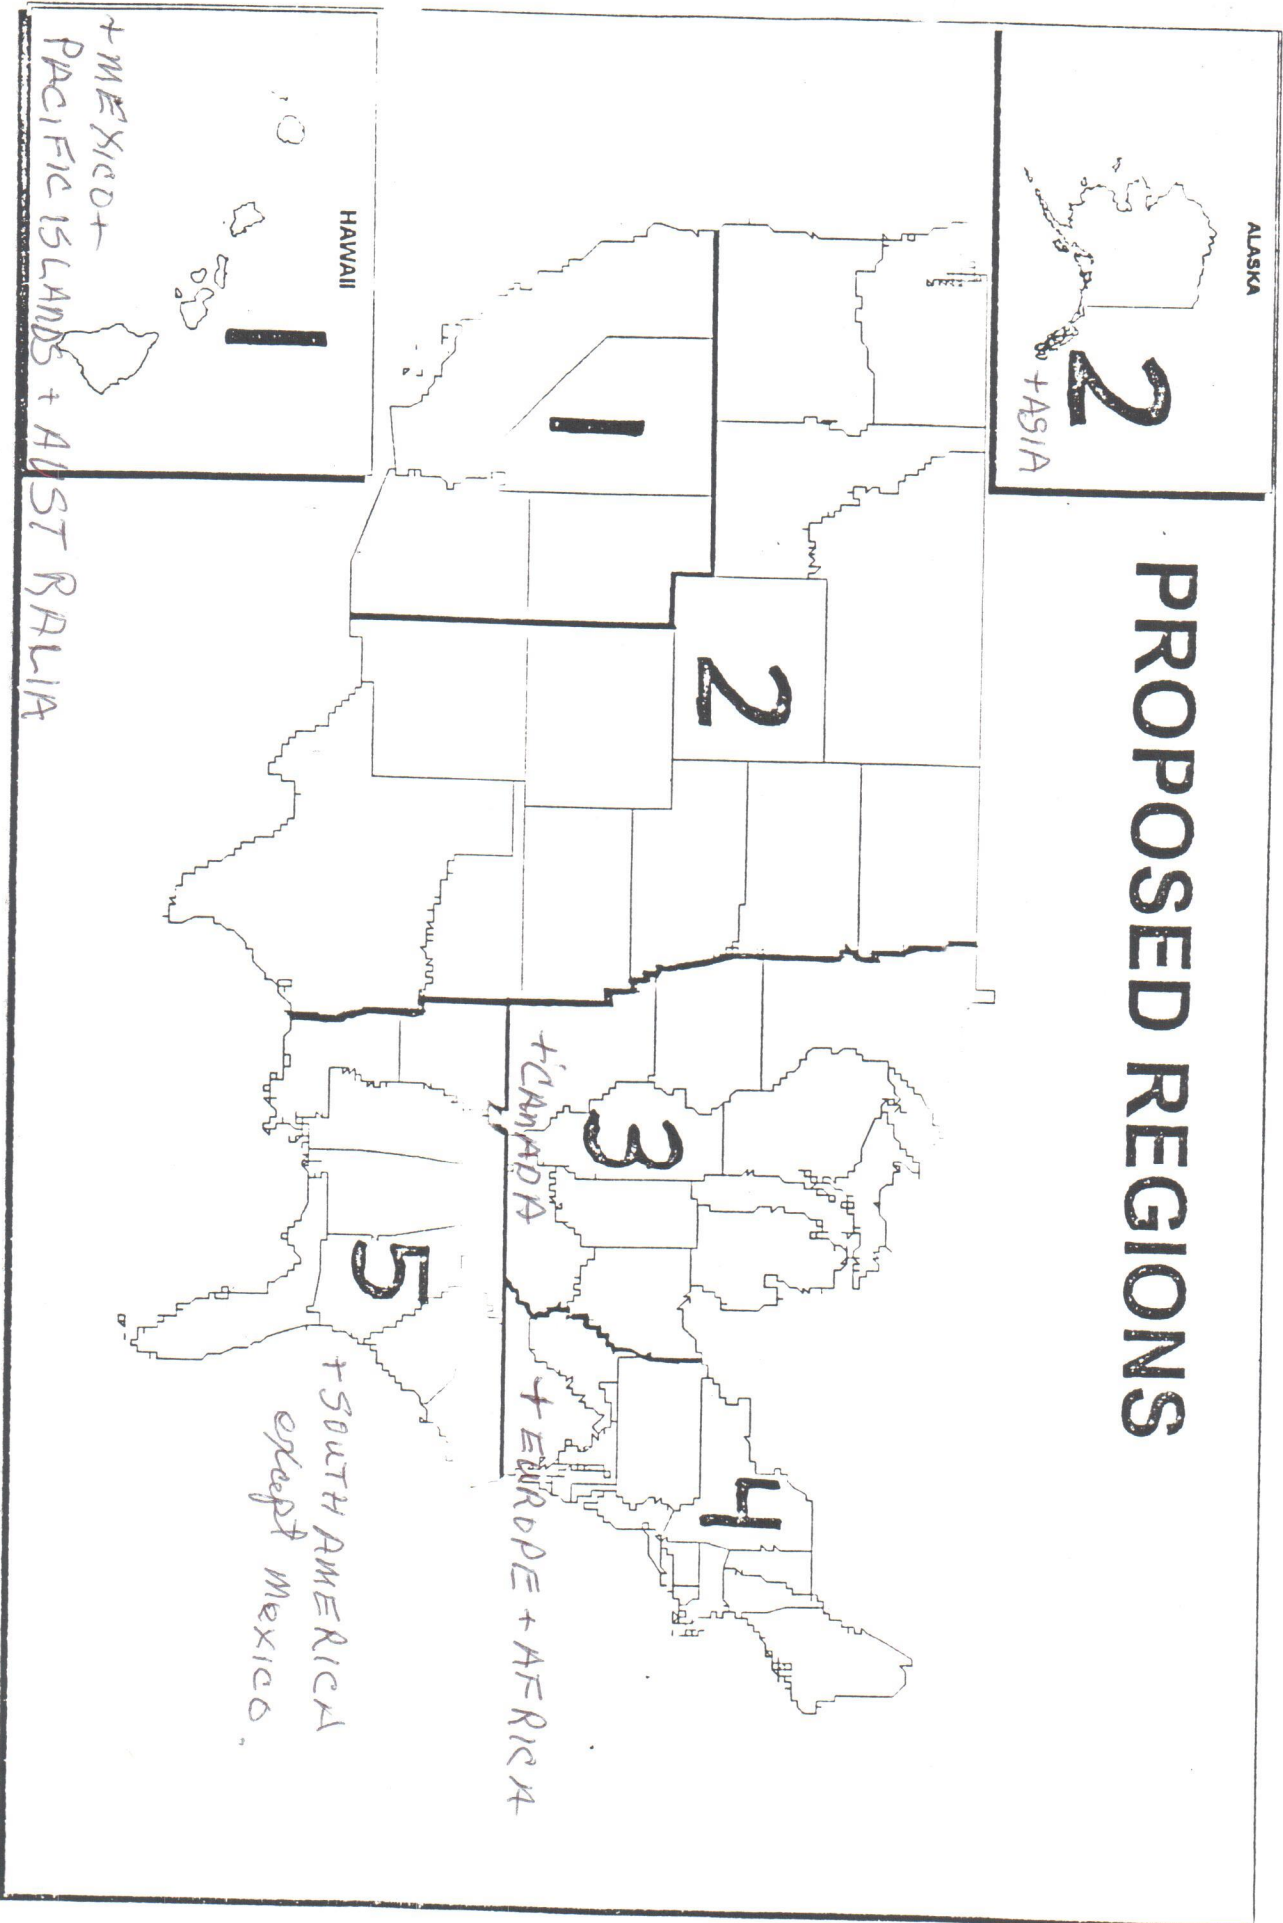 PROPOSED REGIONS
ALASKA
2
+ASIA
2
1
3
+CANADA
4
+ EUROPE + AFRICA
5
+ SOUTH AMERICA
except Mexico.
HAWAII
1
+MEXICO+
PACIFIC ISLANDS + AUSTRALIA